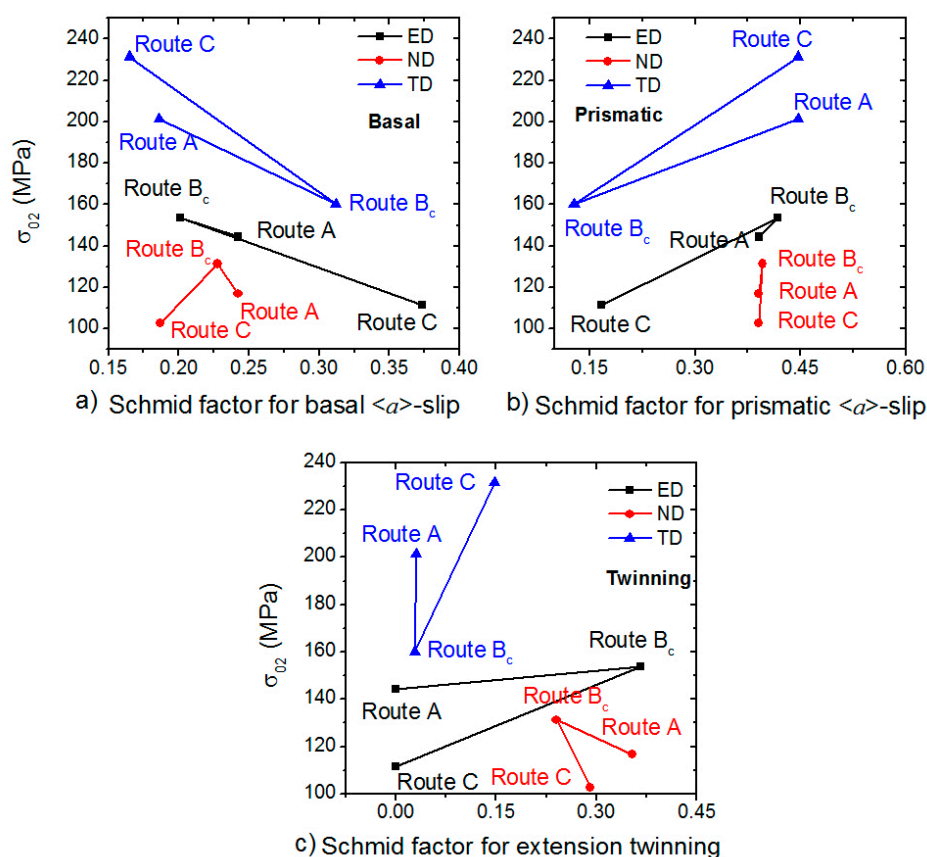 240
220
200
180
160
140
120
100
σ02 (MPa)
0.15 0.20 0.25 0.30 0.35 0.40
Route C
Route A
Route Bc
Route Bc
Route A
Route C
Route Bc
Route A
Route C
ED
ND
TD
Basal
a) Schmid factor for basal <a>-slip
240
220
200
180
160
140
120
100
0.15 0.30 0.45 0.60
Route C
Route A
Route Bc
Route Bc
Route A
Route C
Route Bc
Route A
Route C
ED
ND
TD
Prismatic
b) Schmid factor for prismatic <a>-slip
240
220
200
180
160
140
120
100
σ02 (MPa)
0.00 0.15 0.30 0.45
Route C
Route A
Route Bc
Route Bc
Route A
Route C
Route Bc
Route A
Route C
ED
ND
TD
Twinning
c) Schmid factor for extension twinning